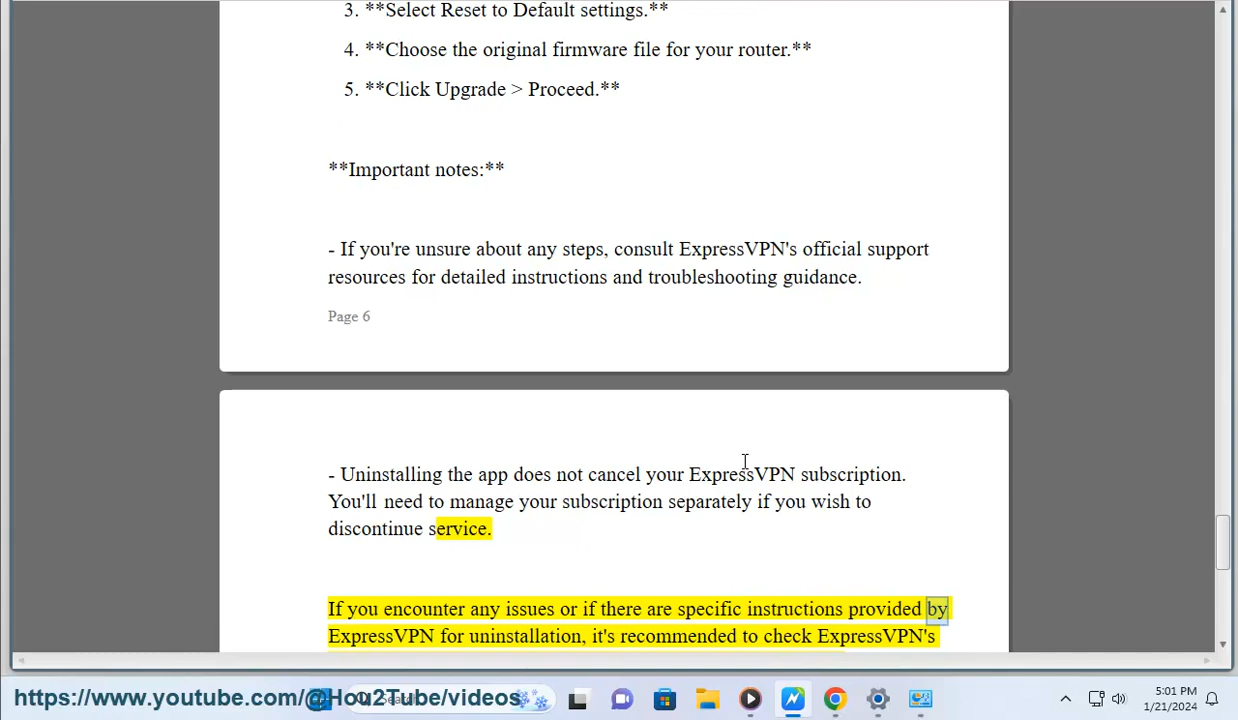 3. **Select Reset to Default settings.**
4. **Choose the original firmware file for your router.**
5. **Click Upgrade > Proceed.**
**Important notes:**
- If you're unsure about any steps, consult ExpressVPN's official support
resources for detailed instructions and troubleshooting guidance.
Page 6
- Uninstalling the app does not cancel your ExpressVPN subscription.
You'll need to manage your subscription separately if you wish to
discontinue service.
If you encounter any issues or if there are specific instructions provided by
ExpressVPN for uninstallation, it's recommended to check ExpressVPN's
https://www.youtube.com/@Hou2Tube/videos
5:01 PM
1/21/2024